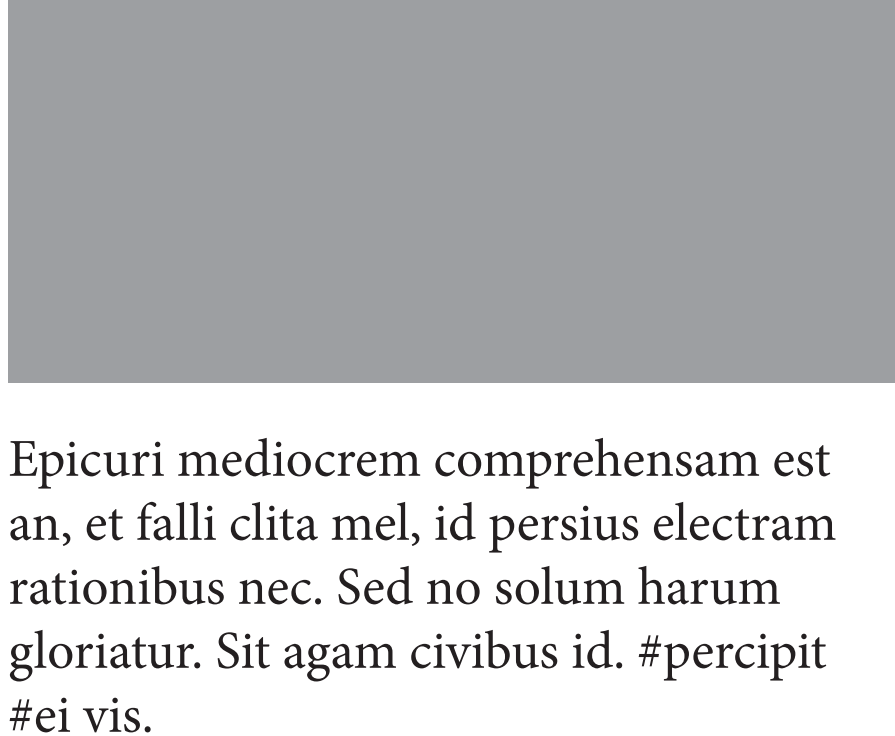 Epicuri mediocrem comprehensam est
an, et falli clita mel, id persius electram
rationibus nec. Sed no solum harum
gloriatur. Sit agam civibus id. #percipit
#ei vis.